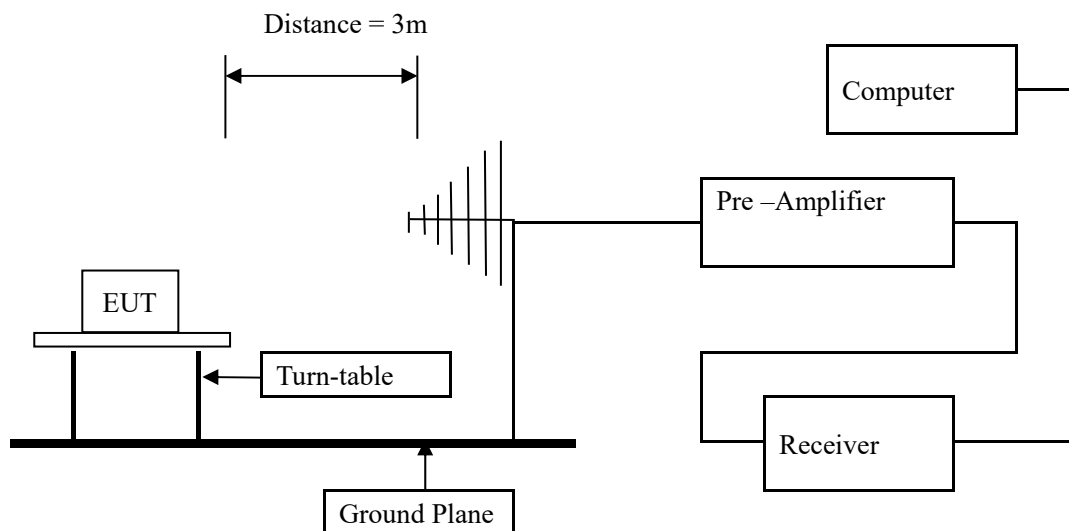 Distance = 3m
Computer
Pre –Amplifier
EUT
Turn-table
Receiver
Ground Plane